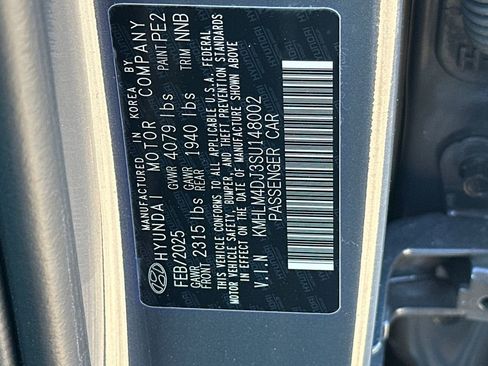 MANUFACTURED IN KOREA BY
HYUNDAI MOTOR COMPANY
FEB/2025 GVWR 4079 lbs PAINT PE2
GAWR FRONT 2315 lbs GAWR REAR 1940 lbs TRIM NNB
THIS VEHICLE CONFORMS TO ALL APPLICABLE U.S.A. FEDERAL
MOTOR VEHICLE SAFETY, BUMPER, AND THEFT PREVENTION STANDARDS
IN EFFECT ON THE DATE OF MANUFACTURE SHOWN ABOVE
V.I.N KMHLM4DJ3SU148002
PASSENGER CAR